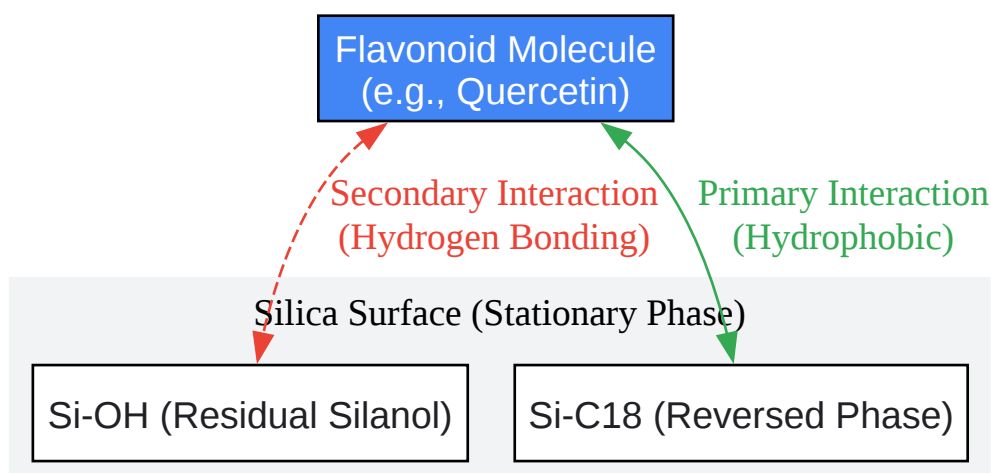 Flavonoid Molecule
(e.g., Quercetin)
Secondary Interaction
(Hydrogen Bonding)
Primary Interaction
(Hydrophobic)
Silica Surface (Stationary Phase)
Si-OH (Residual Silanol)
Si-C18 (Reversed Phase)